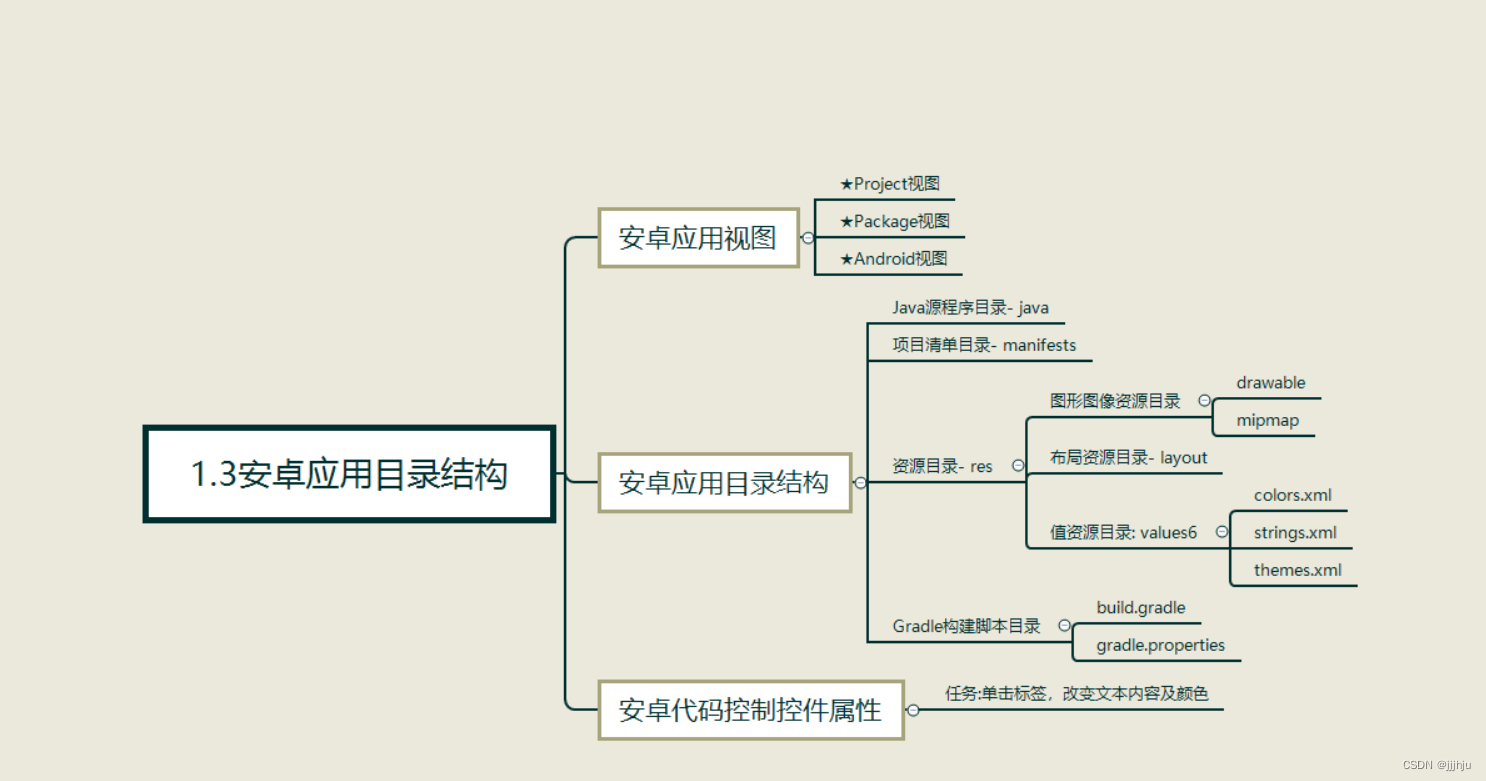 1.3安卓应用目录结构
安卓应用视图
★Project视图
★Package视图
★Android视图
安卓应用目录结构
Java源程序目录- java
项目清单目录- manifests
资源目录- res
图形图像资源目录
drawable
mipmap
布局资源目录- layout
值资源目录: values6
colors.xml
strings.xml
themes.xml
Gradle构建脚本目录
build.gradle
gradle.properties
安卓代码控制控件属性
任务:单击标签，改变文本内容及颜色
CSDN @jjjhju